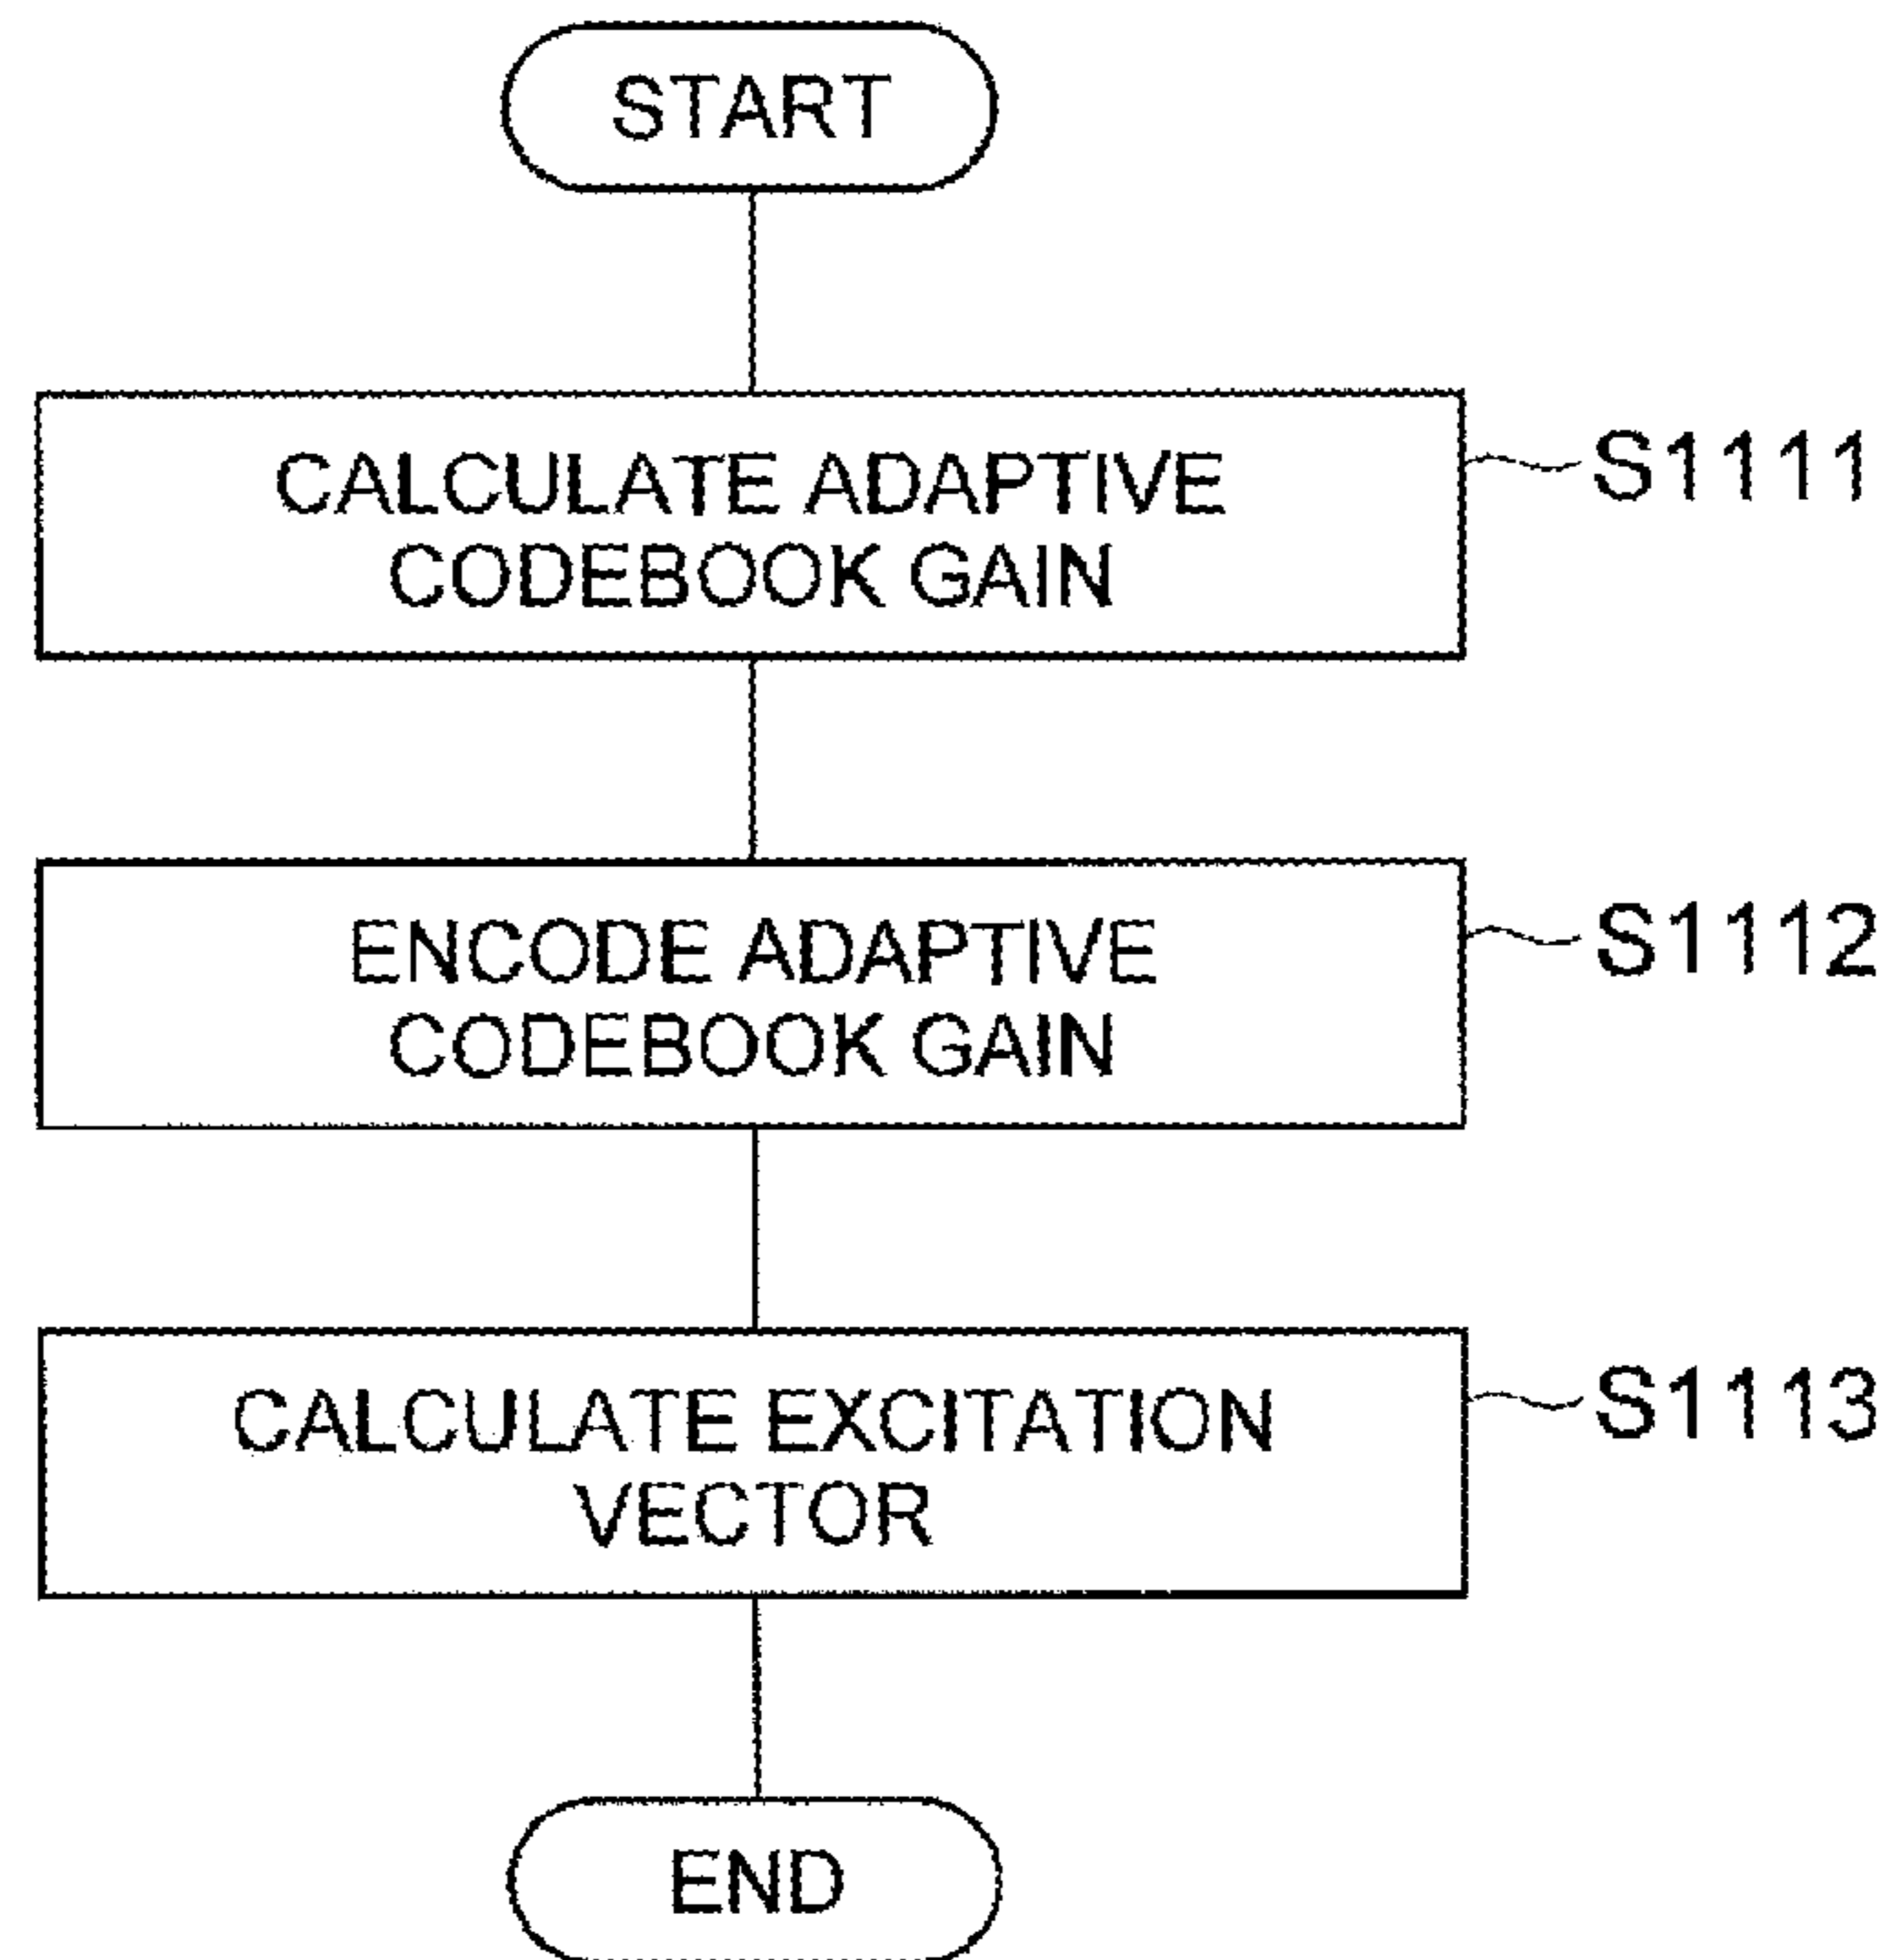 START
CALCULATE ADAPTIVE
CODEBOOK GAIN
S1111
ENCODE ADAPTIVE
CODEBOOK GAIN
S1112
CALCULATE EXCITATION
VECTOR
S1113
END